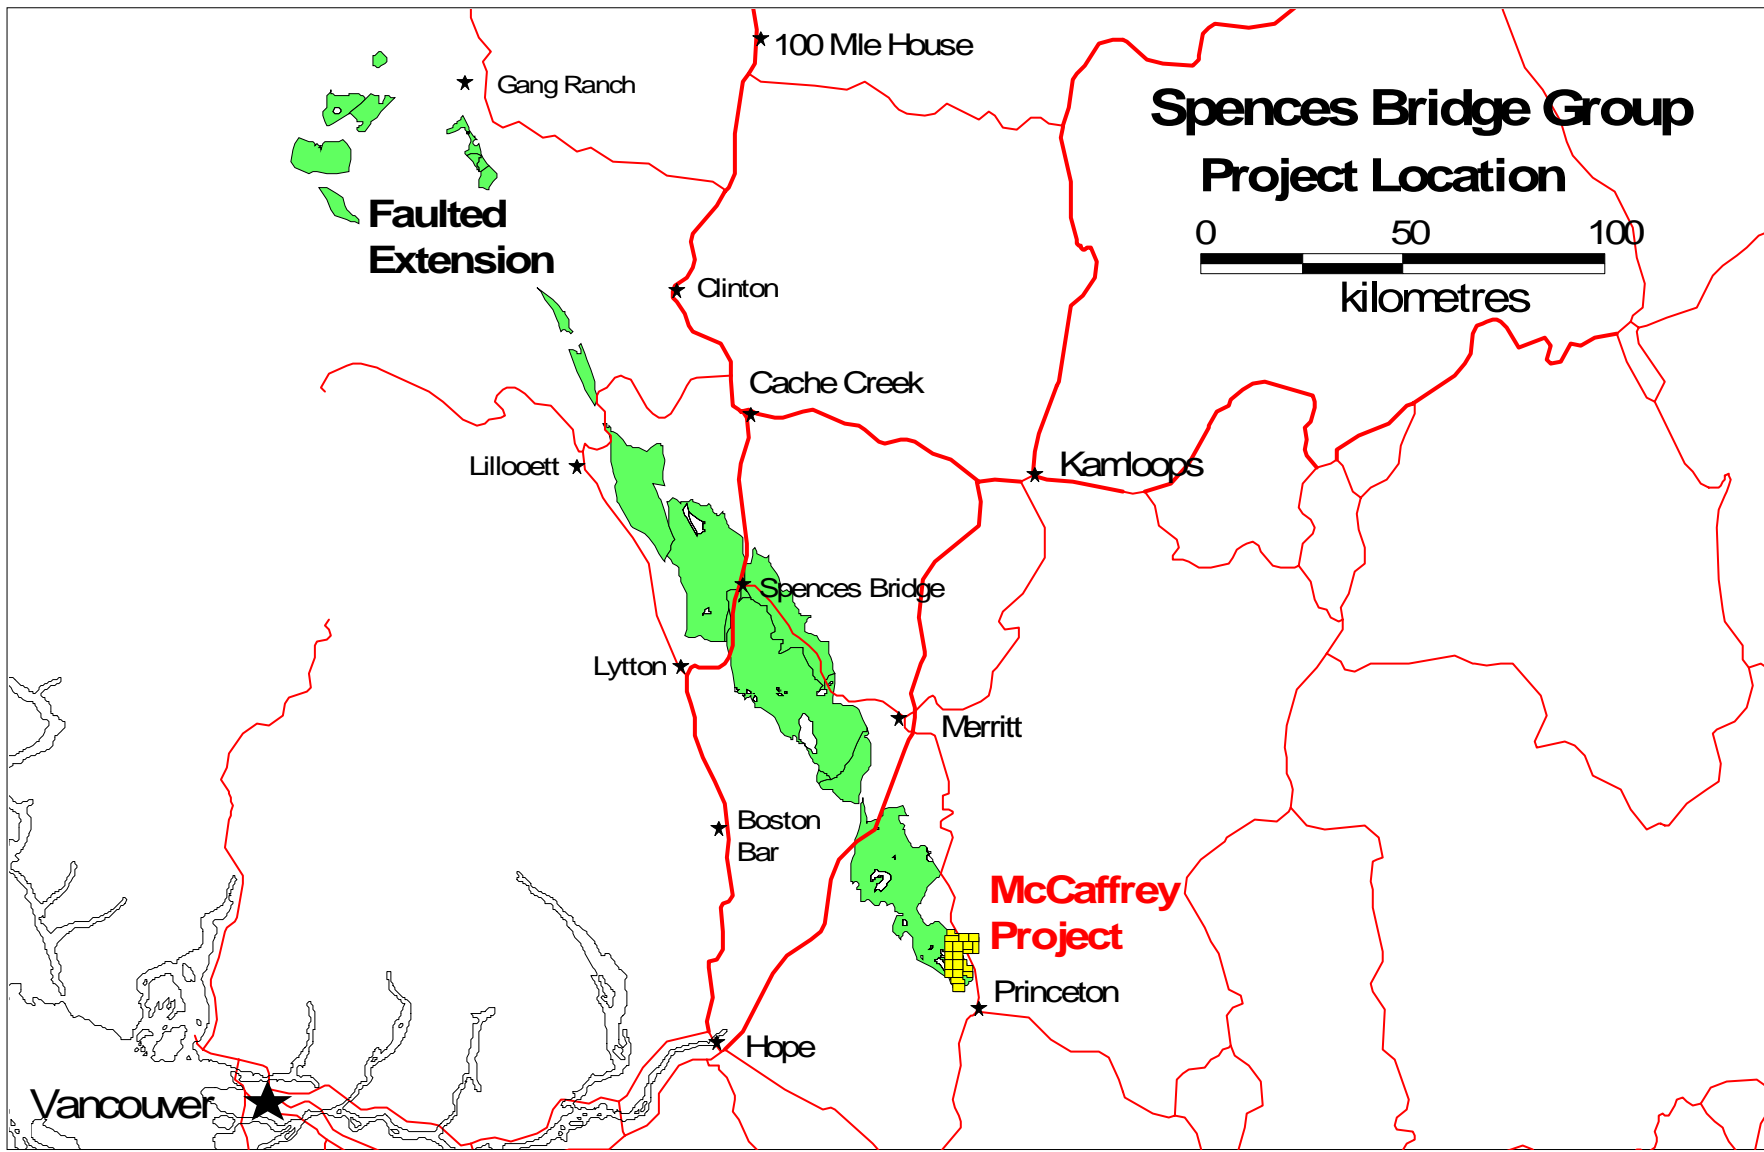 100 Mle House
Gang Ranch
Spences Bridge Group
Project Location
0 50 100
kilometres
Faulted
Extension
Clinton
Cache Creek
Lillooett
Kamloops
Spences Bridge
Lytton
Merritt
Boston
Bar
McCaffrey
Project
Princeton
Hope
Vancouver